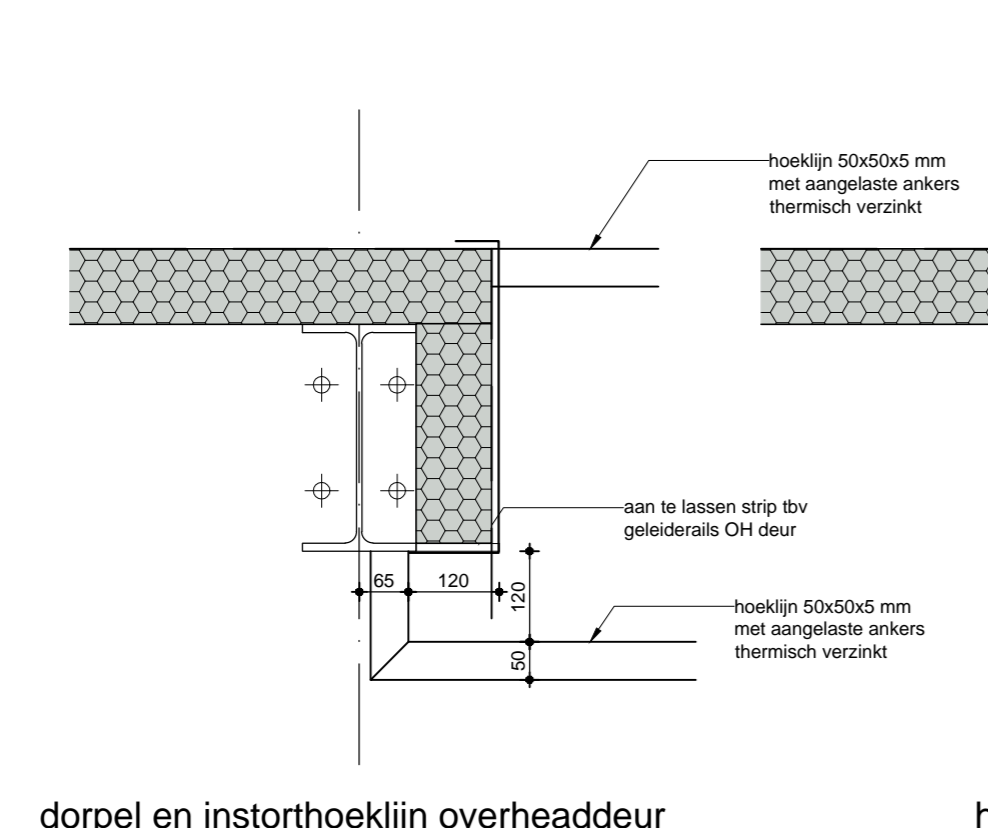 hoeklijn 50x50x5 mm
met aangelaste ankers
thermisch verzinkt
aan te lassen strip tbv
geleiderails OH deur
65
120
120
hoeklijn 50x50x5 mm
met aangelaste ankers
thermisch verzinkt
50
dorpel en instorthoeklijn overheaddeur